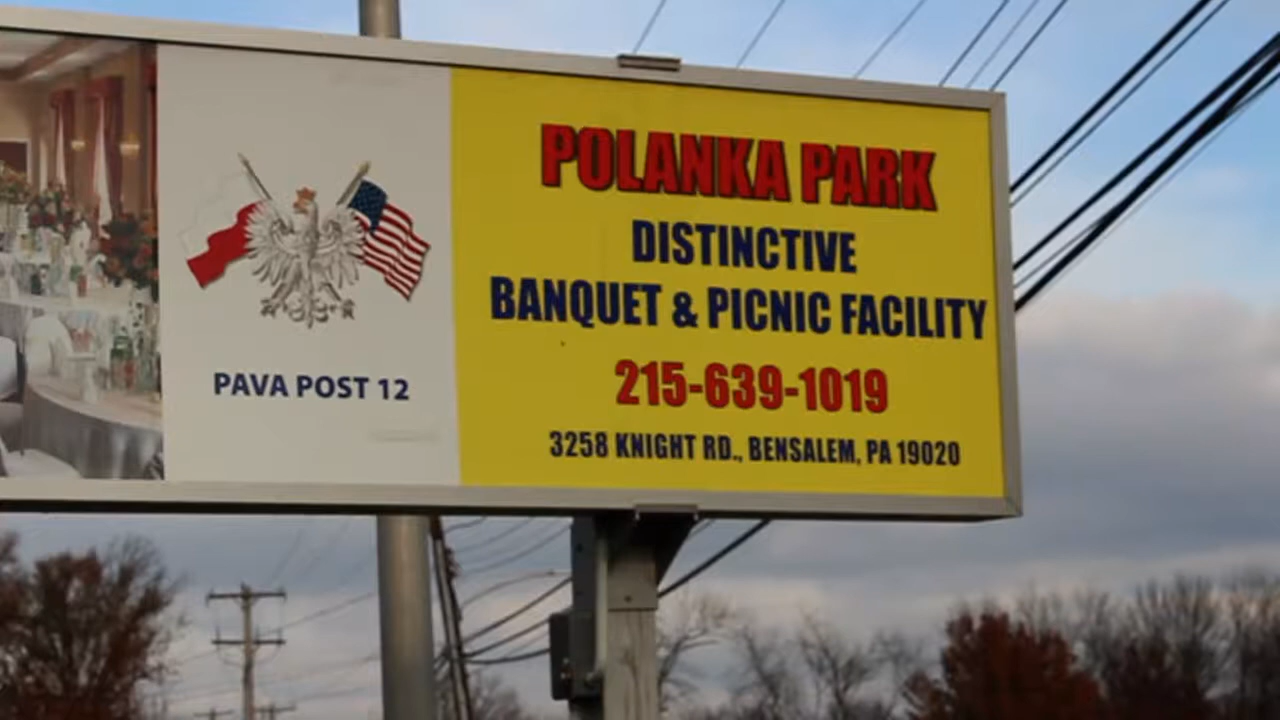 PAVA POST 12
POLANKA PARK
DISTINCTIVE
BANQUET & PICNIC FACILITY
215-639-1019
3258 KNIGHT RD., BENSALEM, PA 19020